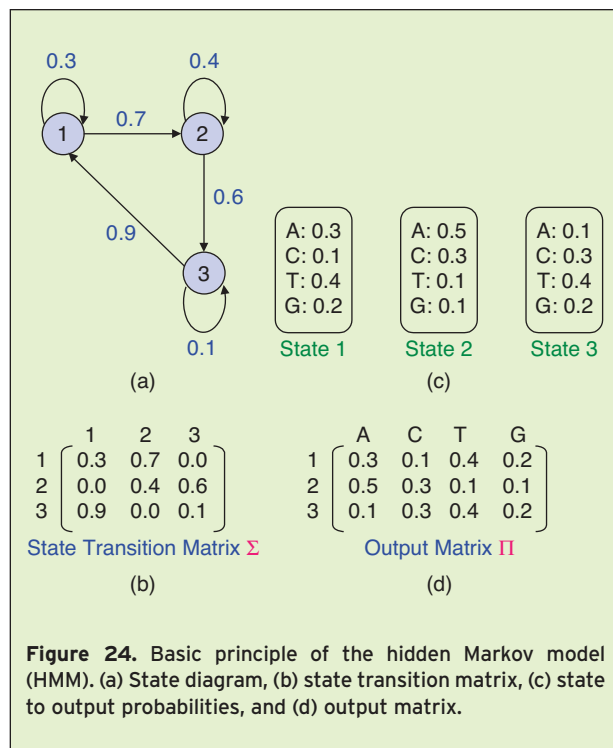 0.3
0.4
1
0.7
2
0.6
0.9
3
0.1
(a)
A: 0.3
C: 0.1
T: 0.4
G: 0.2
State 1
A: 0.5
C: 0.3
T: 0.1
G: 0.1
State 2
A: 0.1
C: 0.3
T: 0.4
G: 0.2
State 3
(c)
1 2 3
1 0.3 0.7 0.0
2 0.0 0.4 0.6
3 0.9 0.0 0.1
State Transition Matrix Σ
(b)
A C T G
1 0.3 0.1 0.4 0.2
2 0.5 0.3 0.1 0.1
3 0.1 0.3 0.4 0.2
Output Matrix Π
(d)
Figure 24. Basic principle of the hidden Markov model
(HMM). (a) State diagram, (b) state transition matrix, (c) state
to output probabilities, and (d) output matrix.